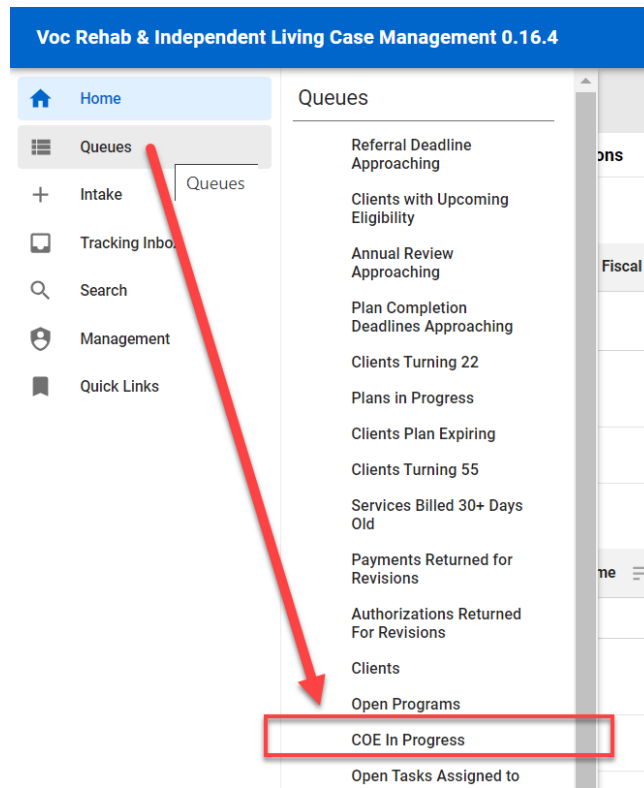 Voc Rehab & Independent Living Case Management 0.16.4
Home
Queues
Queues
Intake
Tracking Inbox
Search
Management
Quick Links
Queues
Referral Deadline
Approaching
Clients with Upcoming
Eligibility
Annual Review
Approaching
Plan Completion
Deadlines Approaching
Clients Turning 22
Plans in Progress
Clients Plan Expiring
Clients Turning 55
Services Billed 30+ Days
Old
Payments Returned for
Revisions
Authorizations Returned
For Revisions
Clients
Open Programs
COE In Progress
Open Tasks Assigned to
ons
Fiscal
me